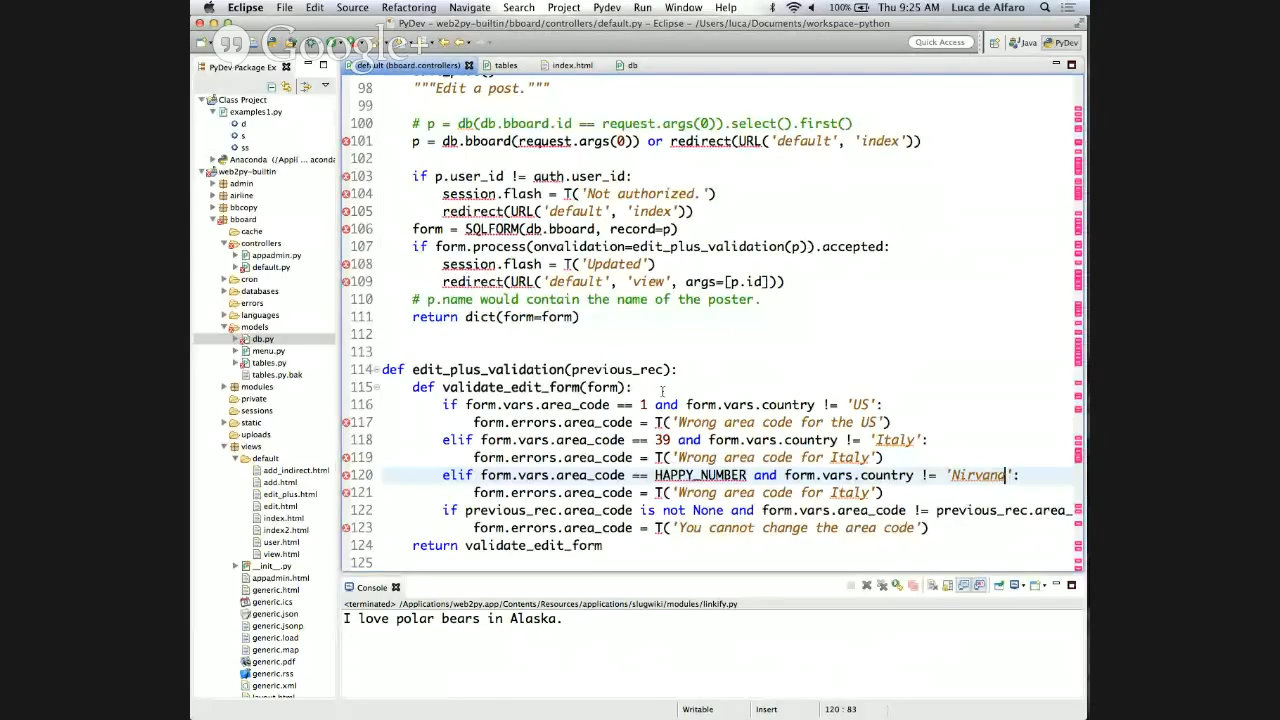 Eclipse File Edit Source Refactoring Navigate Search Project Pydev Run Window Help 100% Thu 9:25 AM Luca de Alfaro
PyDev - web2py-builtin/bboard/controllers/default.py - Eclipse - /Users/luca/Documents/workspace-python
Google+
Quick Access Java PyDev
PyDev Package Ex
default (bboard.controllers) tables index.html db
Class Project
examples1.py
d
s
ss
Anaconda (/Appli aconda
web2py-builtin
admin
airline
bbcopy
bboard
cache
controllers
appadmin.py
default.py
cron
databases
errors
languages
models
db.py
menu.py
tables.py
tables.py.bak
modules
private
sessions
static
uploads
views
default
add_indirect.html
add.html
edit_plus.html
edit.html
index.html
index2.html
user.html
view.html
__init__.py
appadmin.html
generic.html
generic.ics
generic.json
generic.jsonp
generic.load
generic.map
generic.pdf
generic.rss
generic.xml
98 """Edit a post."""
99
100 # p = db(db.bboard.id == request.args(0)).select().first()
101 p = db.bboard(request.args(0)) or redirect(URL('default', 'index'))
102
103 if p.user_id != auth.user_id:
104 session.flash = T('Not authorized.')
105 redirect(URL('default', 'index'))
106 form = SQLFORM(db.bboard, record=p)
107 if form.process(onvalidation=edit_plus_validation(p)).accepted:
108 session.flash = T('Updated')
109 redirect(URL('default', 'view', args=[p.id]))
110 # p.name would contain the name of the poster.
111 return dict(form=form)
112
113
114 def edit_plus_validation(previous_rec):
115 def validate_edit_form(form):
116 if form.vars.area_code == 1 and form.vars.country != 'US':
117 form.errors.area_code = T('Wrong area code for the US')
118 elif form.vars.area_code == 39 and form.vars.country != 'Italy':
119 form.errors.area_code = T('Wrong area code for Italy')
120 elif form.vars.area_code == HAPPY_NUMBER and form.vars.country != 'Nirvana':
121 form.errors.area_code = T('Wrong area code for Italy')
122 if previous_rec.area_code is not None and form.vars.area_code != previous_rec.area_
123 form.errors.area_code = T('You cannot change the area code')
124 return validate_edit_form
125
Console
<terminated> /Applications/web2py.app/Contents/Resources/applications/slugwiki/modules/linkify.py
I love polar bears in Alaska.
Writable Insert 120 : 83